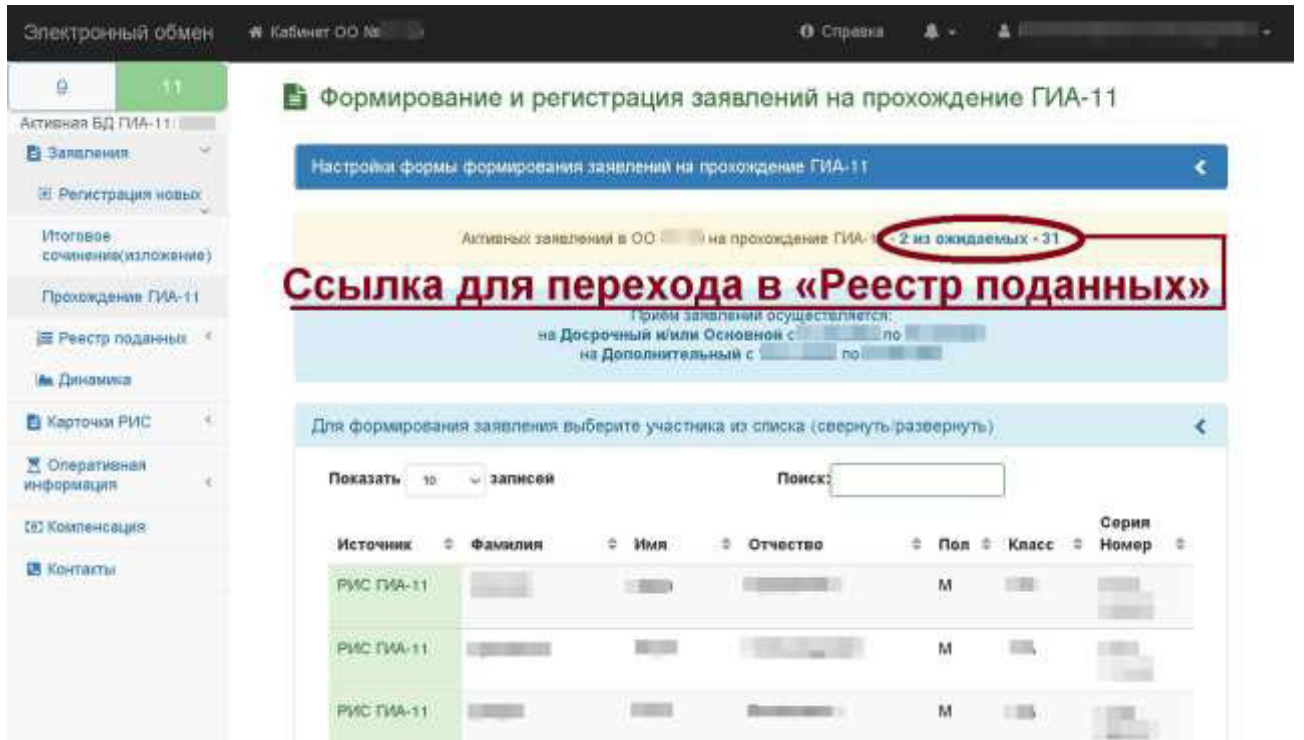 Электронный обмен
Кабинет ОО №
Справка
9
11
Активная БД ГИА-11
Заявления
Регистрация новых
Итоговое
сочинение(изложение)
Прохождение ГИА-11
Реестр поданных
Динамика
Карточки РИС
Оперативная
информация
Компенсация
Контакты
Формирование и регистрация заявлений на прохождение ГИА-11
Настройки формы формирования заявлений на прохождение ГИА-11
Активных заявлений в ОО на прохождение ГИА-1 - 2 из ожидаемых - 31
Ссылка для перехода в «Реестр поданных»
Приём заявлений осуществляется:
на Досрочный и/или Основной с по
на Дополнительный с по
Для формирования заявления выберите участника из списка (свернуть/развернуть)
Показать 10 записей
Поиск:
Источник Фамилия Имя Отчество Пол Класс Серия Номер
РИС ГИА-11 М
РИС ГИА-11 М
РИС ГИА-11 М